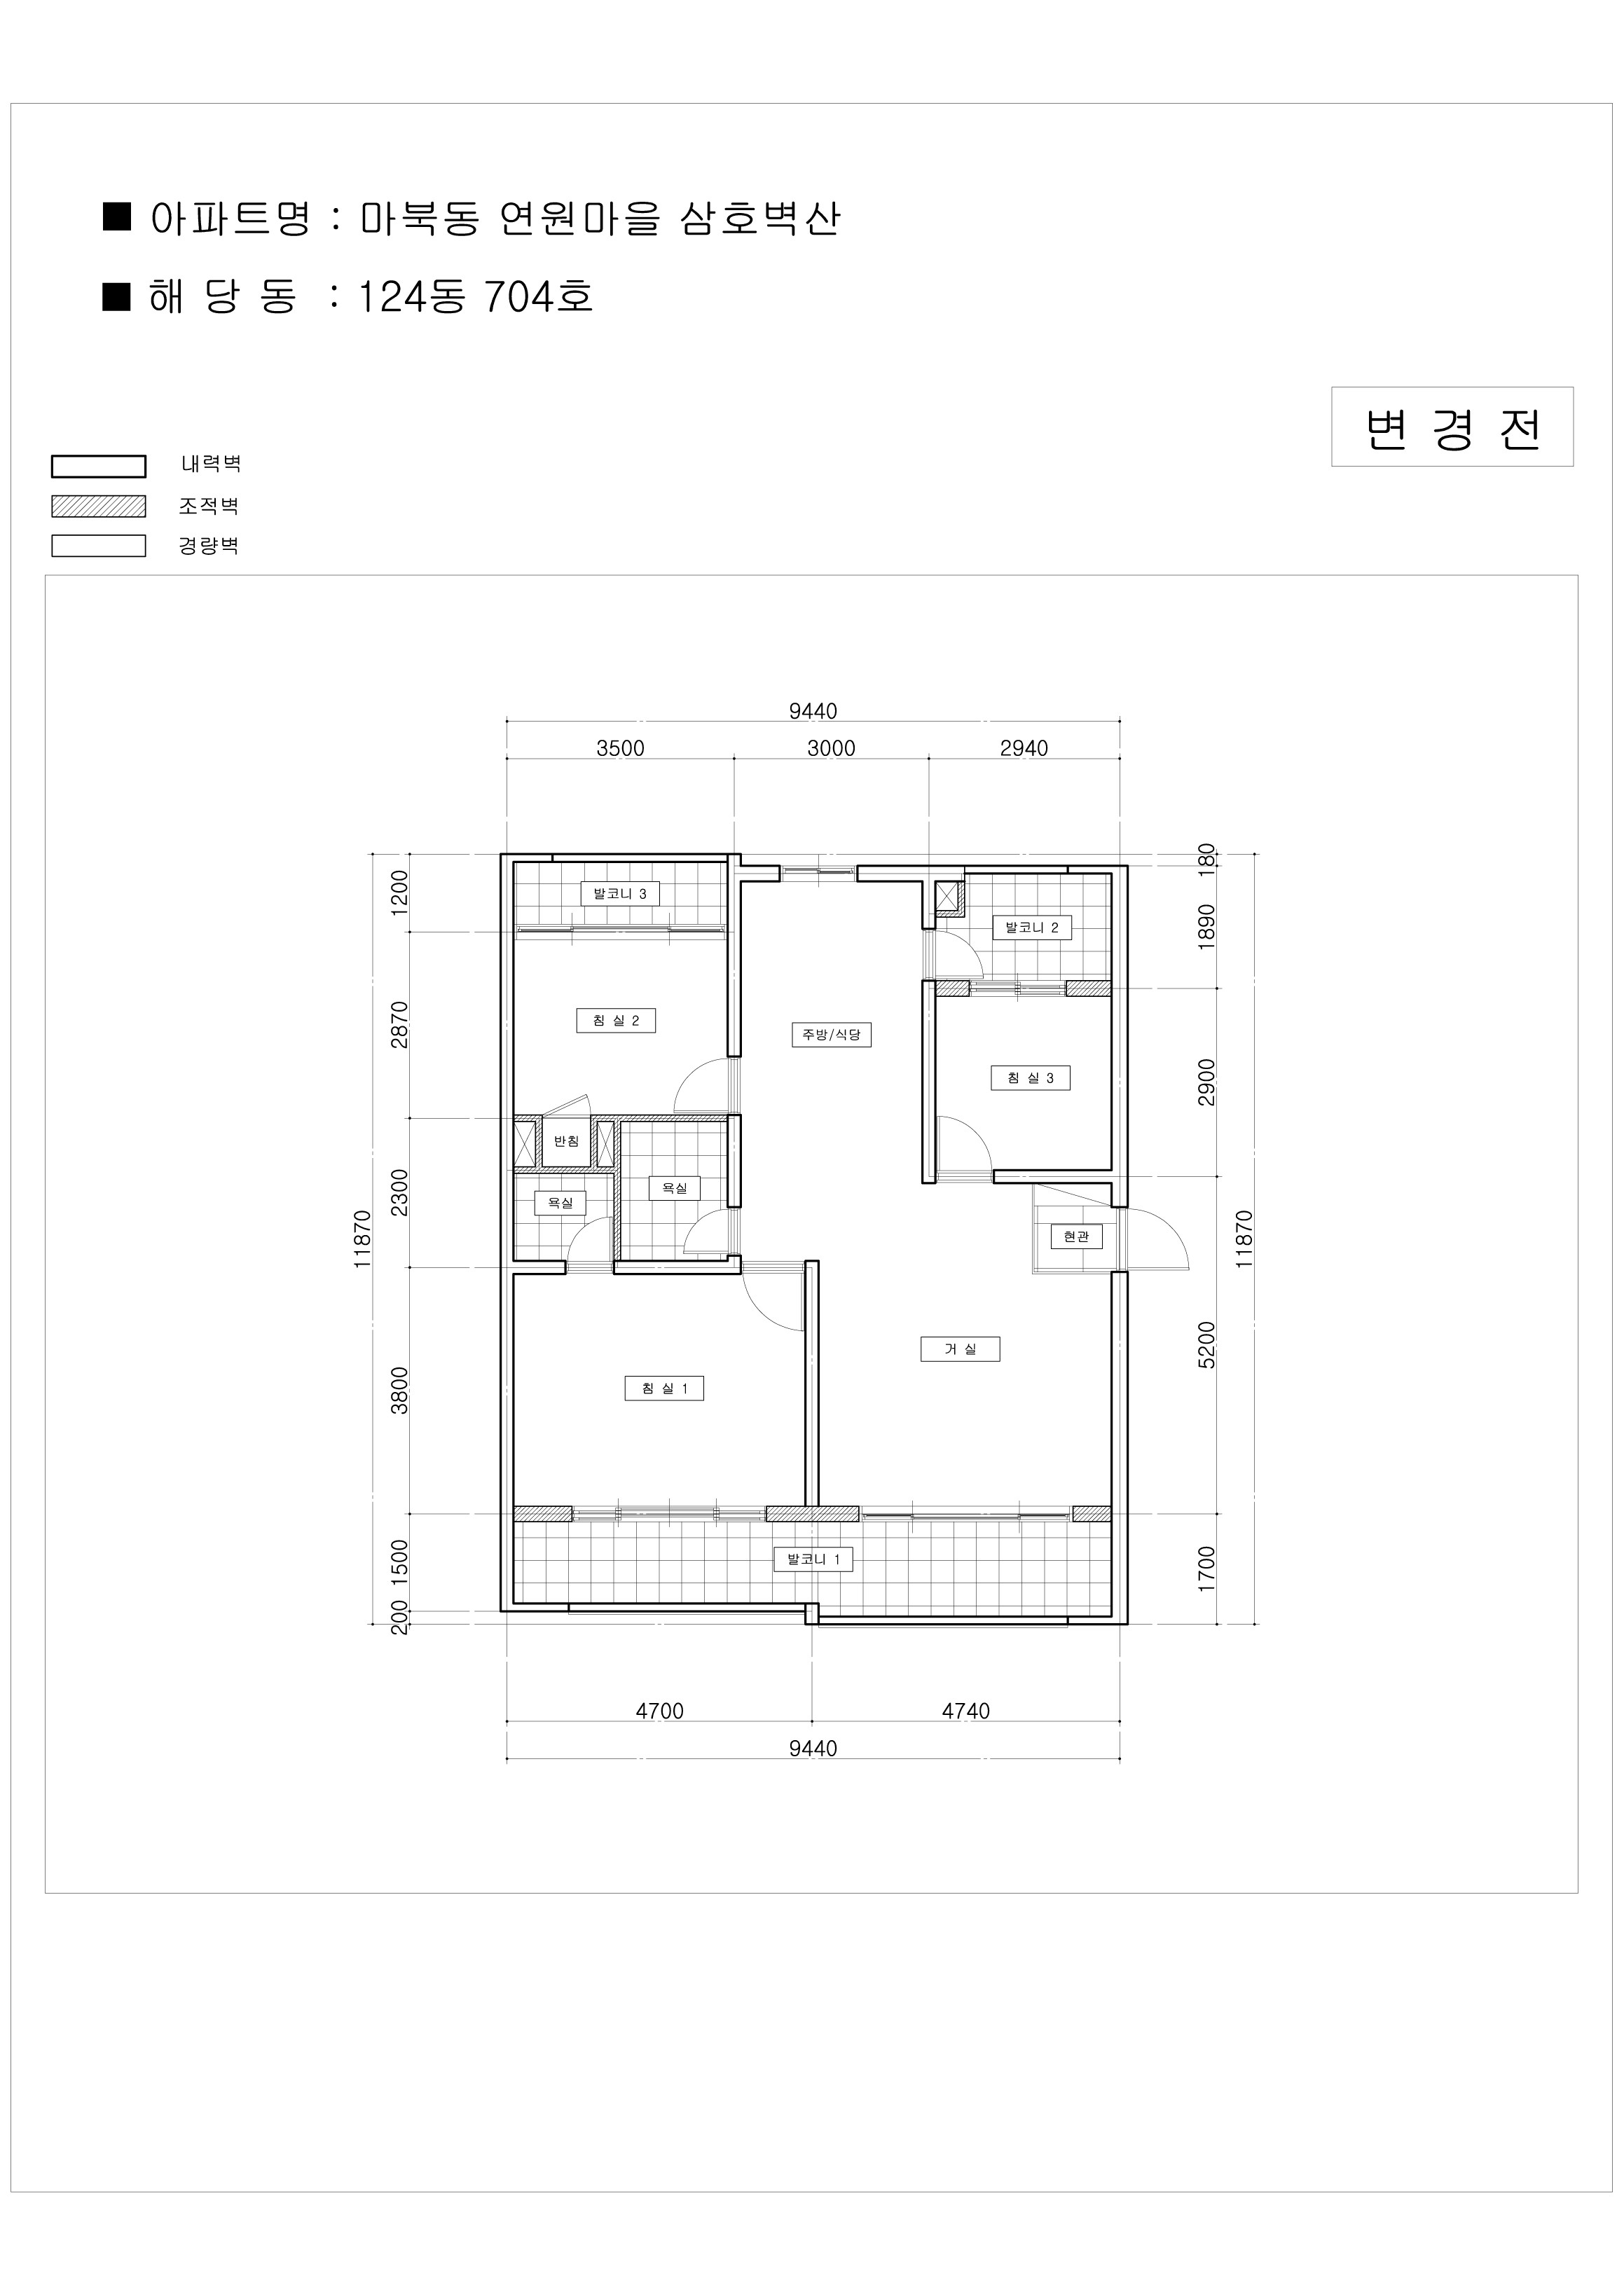 ■ 아파트명 : 마북동 연원마을 삼호벽산
■ 해 당 동 : 124동 704호
변 경 전
내력벽
조적벽
경량벽
9440
3500 3000 2940
180
1200
발코니 3
발코니 2
1890
2870
침 실 2
주방/식당
침 실 3
2900
반침
욕실
2300
욕실
11870
현관
11870
거 실
5200
3800
침 실 1
1500
발코니 1
1700
200
4700 4740
9440